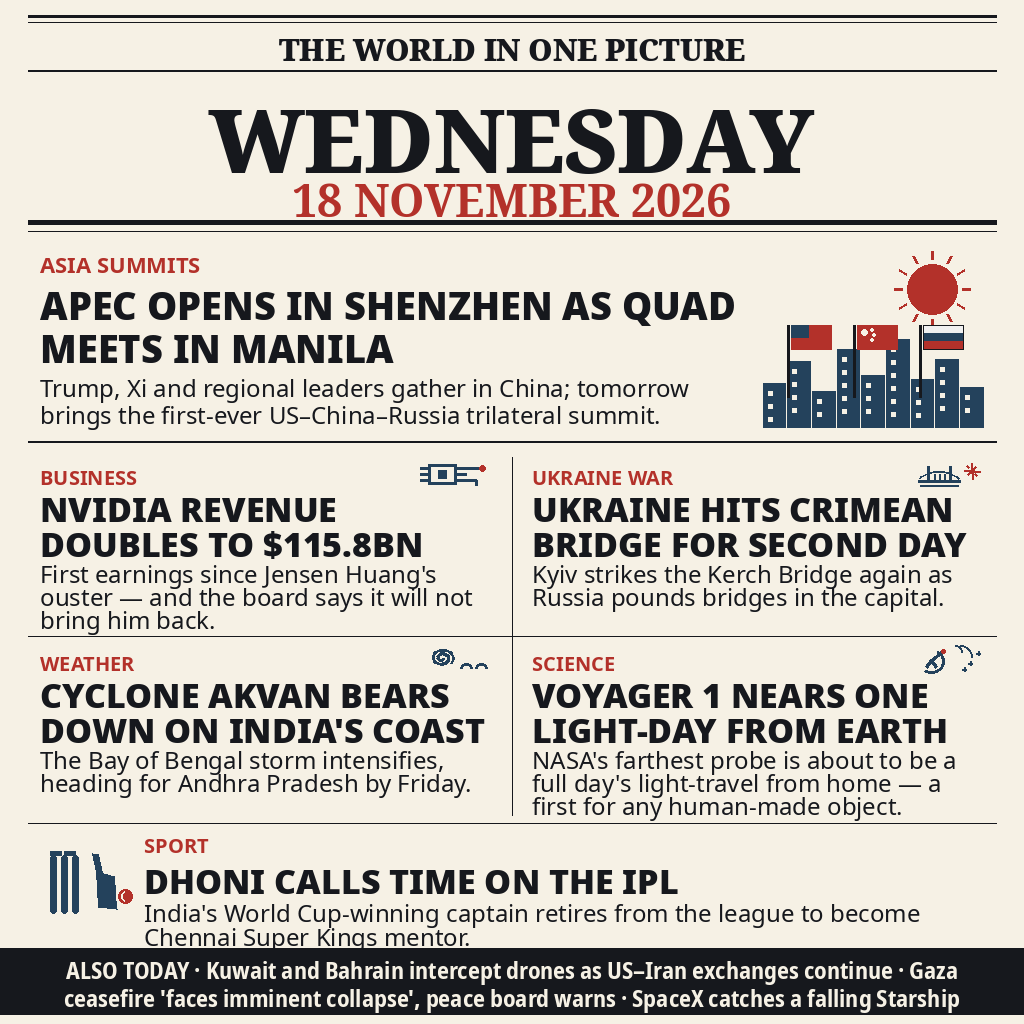 THE WORLD IN ONE PICTURE
WEDNESDAY
18 NOVEMBER 2026
ASIA SUMMITS
APEC OPENS IN SHENZHEN AS QUAD
MEETS IN MANILA
Trump, Xi and regional leaders gather in China; tomorrow
brings the first-ever US–China–Russia trilateral summit.
BUSINESS
NVIDIA REVENUE
DOUBLES TO $115.8BN
First earnings since Jensen Huang's
ouster — and the board says it will not
bring him back.
UKRAINE WAR
UKRAINE HITS CRIMEAN
BRIDGE FOR SECOND DAY
Kyiv strikes the Kerch Bridge again as
Russia pounds bridges in the capital.
WEATHER
CYCLONE AKVAN BEARS
DOWN ON INDIA'S COAST
The Bay of Bengal storm intensifies,
heading for Andhra Pradesh by Friday.
SCIENCE
VOYAGER 1 NEARS ONE
LIGHT-DAY FROM EARTH
NASA's farthest probe is about to be a
full day's light-travel from home — a
first for any human-made object.
SPORT
DHONI CALLS TIME ON THE IPL
India's World Cup-winning captain retires from the league to become
Chennai Super Kings mentor.
ALSO TODAY · Kuwait and Bahrain intercept drones as US–Iran exchanges continue · Gaza
ceasefire 'faces imminent collapse', peace board warns · SpaceX catches a falling Starship